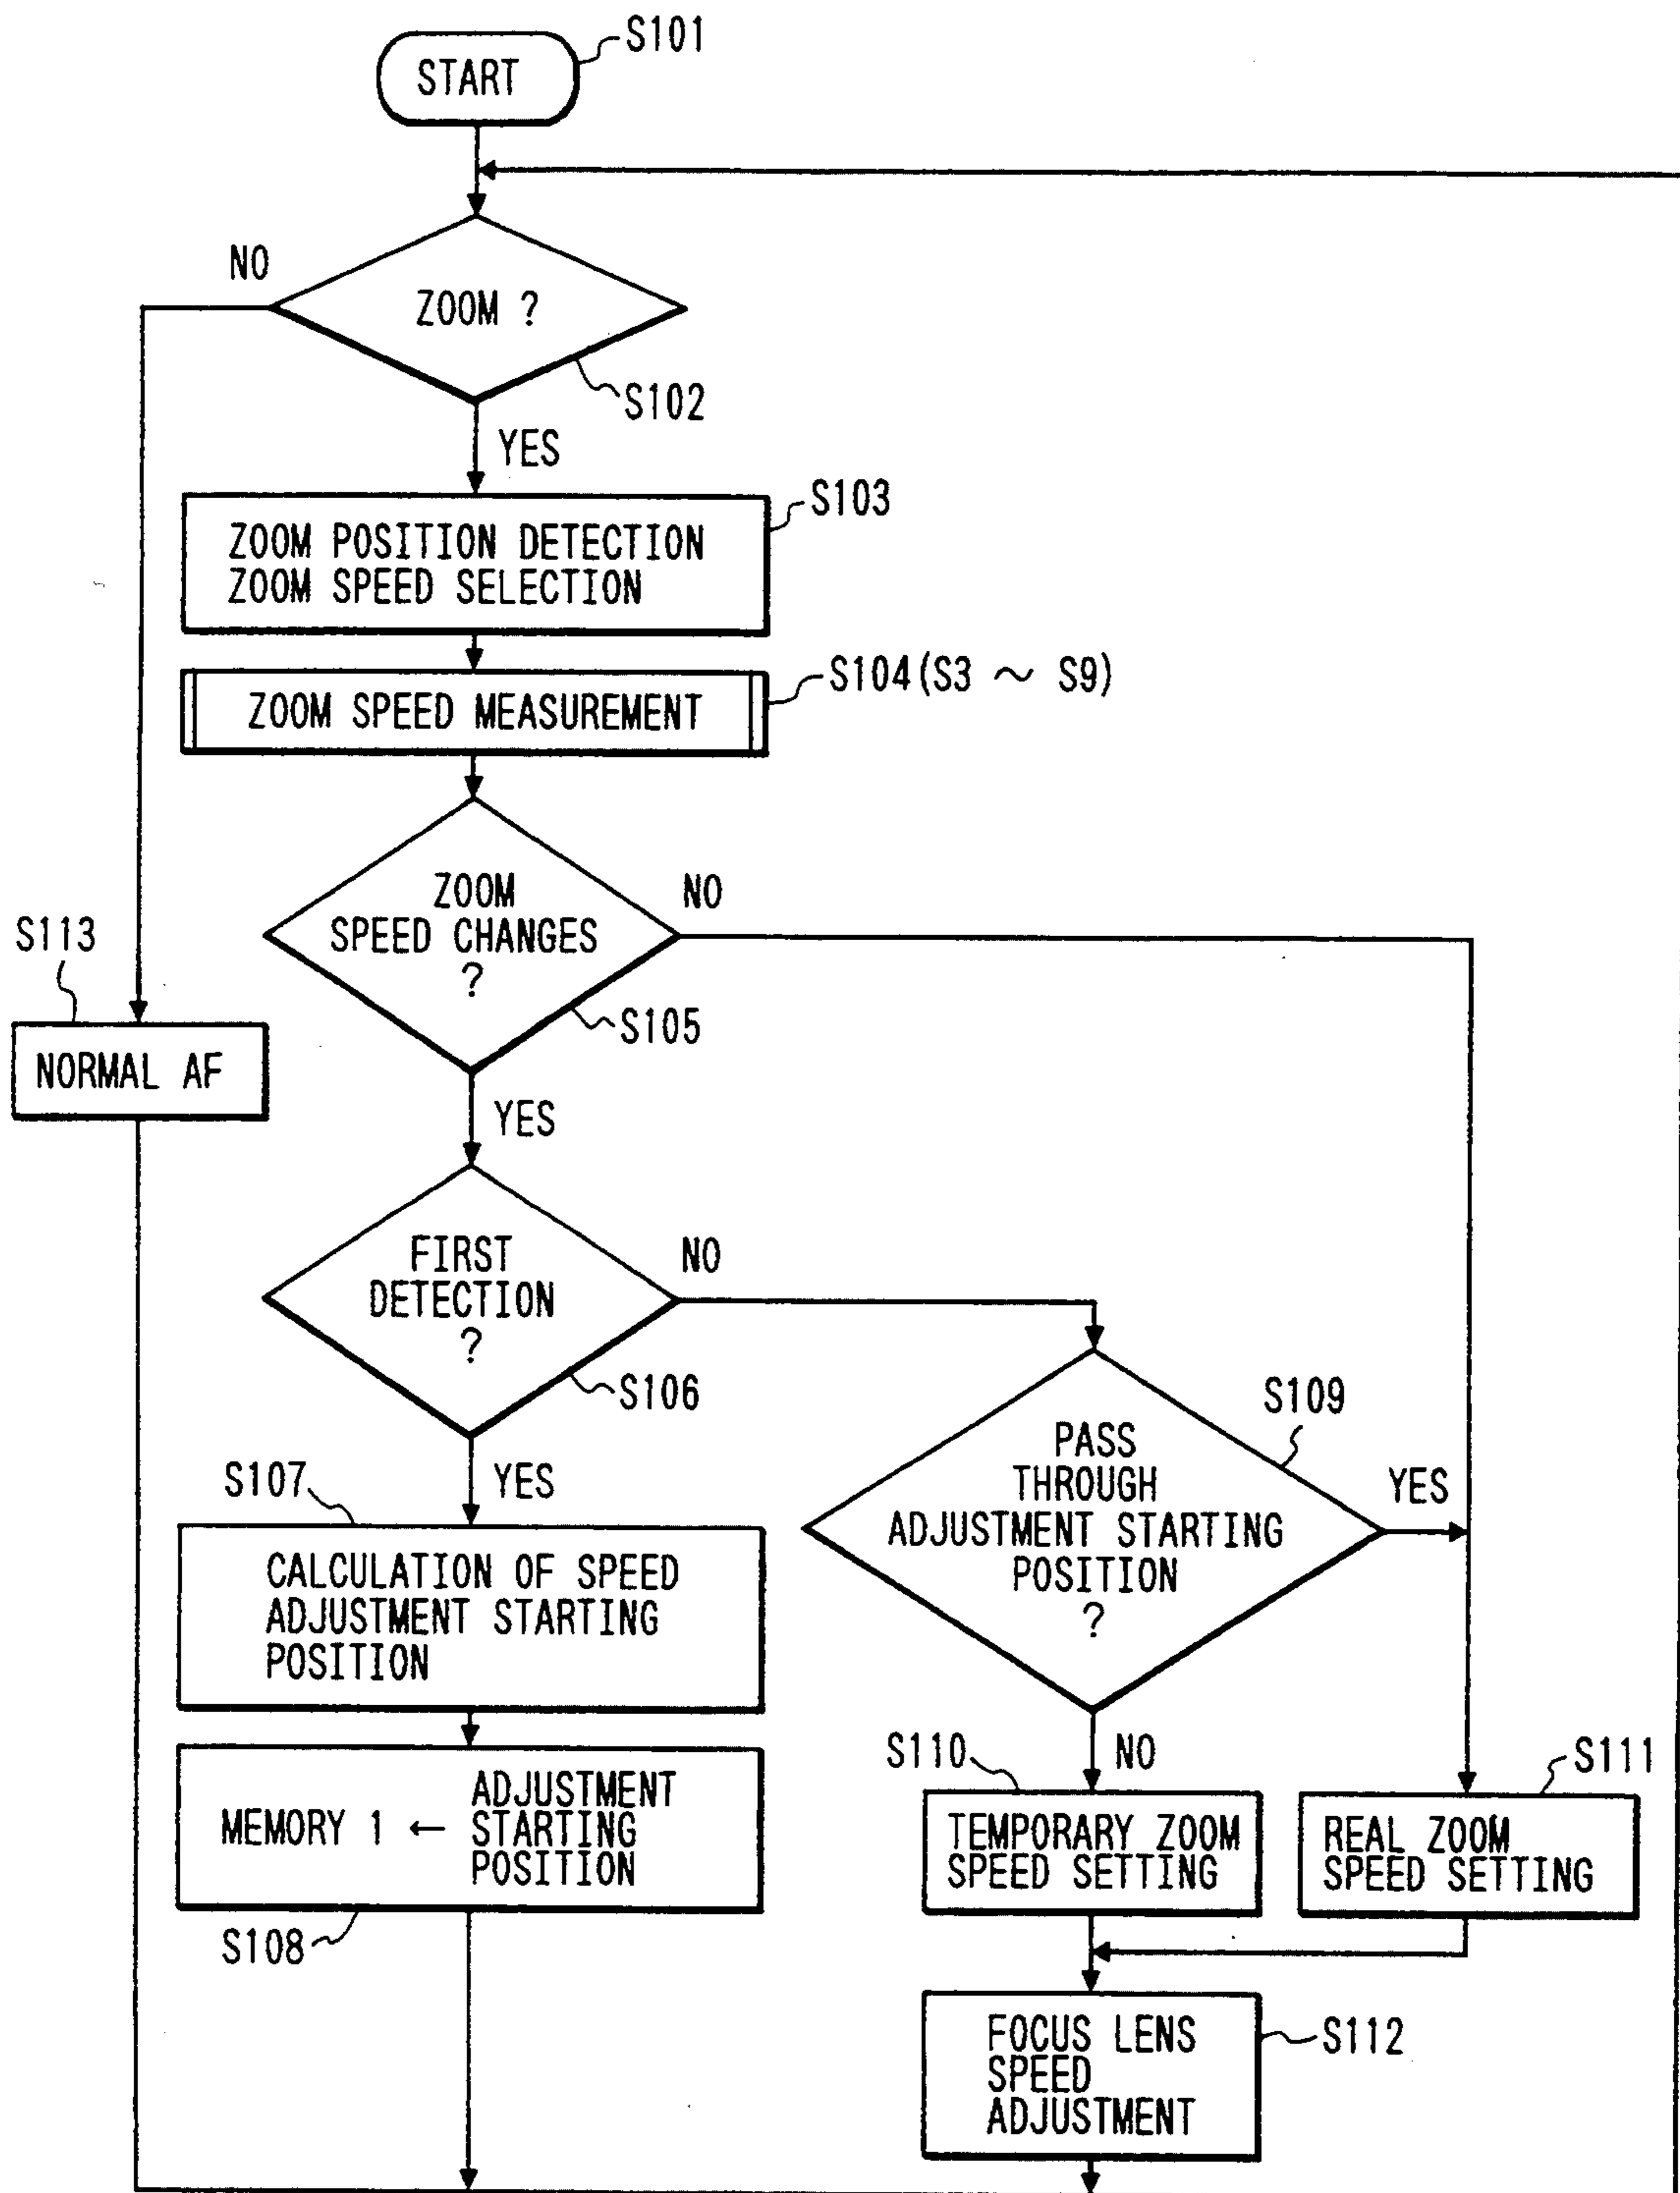 START
S101
NO
ZOOM ?
S102
YES
S103
ZOOM POSITION DETECTION
ZOOM SPEED SELECTION
S104(S3 ~ S9)
ZOOM SPEED MEASUREMENT
ZOOM
SPEED CHANGES
?
NO
S105
S113
NORMAL AF
YES
FIRST
DETECTION
?
NO
S106
S109
PASS
THROUGH
ADJUSTMENT STARTING
POSITION
?
YES
YES
S107
CALCULATION OF SPEED
ADJUSTMENT STARTING
POSITION
MEMORY 1 ← ADJUSTMENT
STARTING
POSITION
S108
NO
S110
TEMPORARY ZOOM
SPEED SETTING
S111
REAL ZOOM
SPEED SETTING
FOCUS LENS
SPEED
ADJUSTMENT
S112